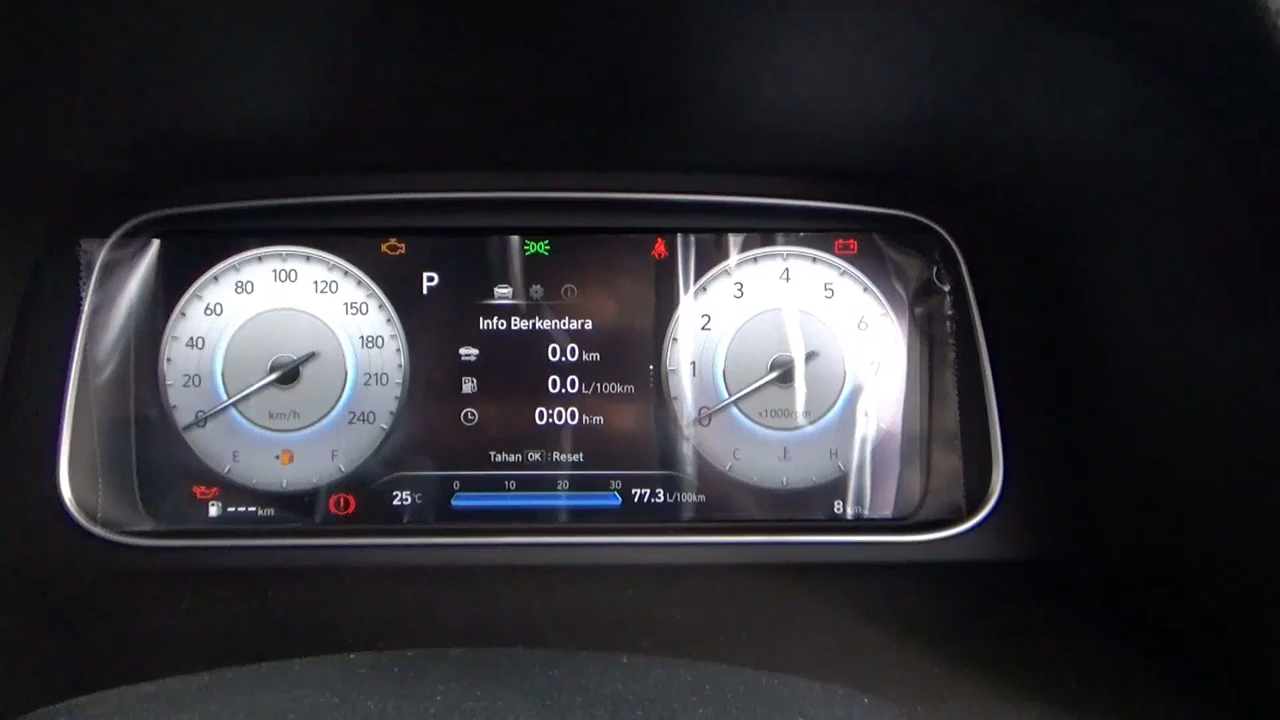 P
Info Berkendara
0.0 km
0.0 L/100km
0:00 h:m
Tahan OK : Reset
0 20 40 60 80 100 120 150 180 210 240
km/h
E F
0 1 2 3 4 5 6 7
x1000rpm
C H
--- km
25°C
0 10 20 30
77.3 L/100km
8 km